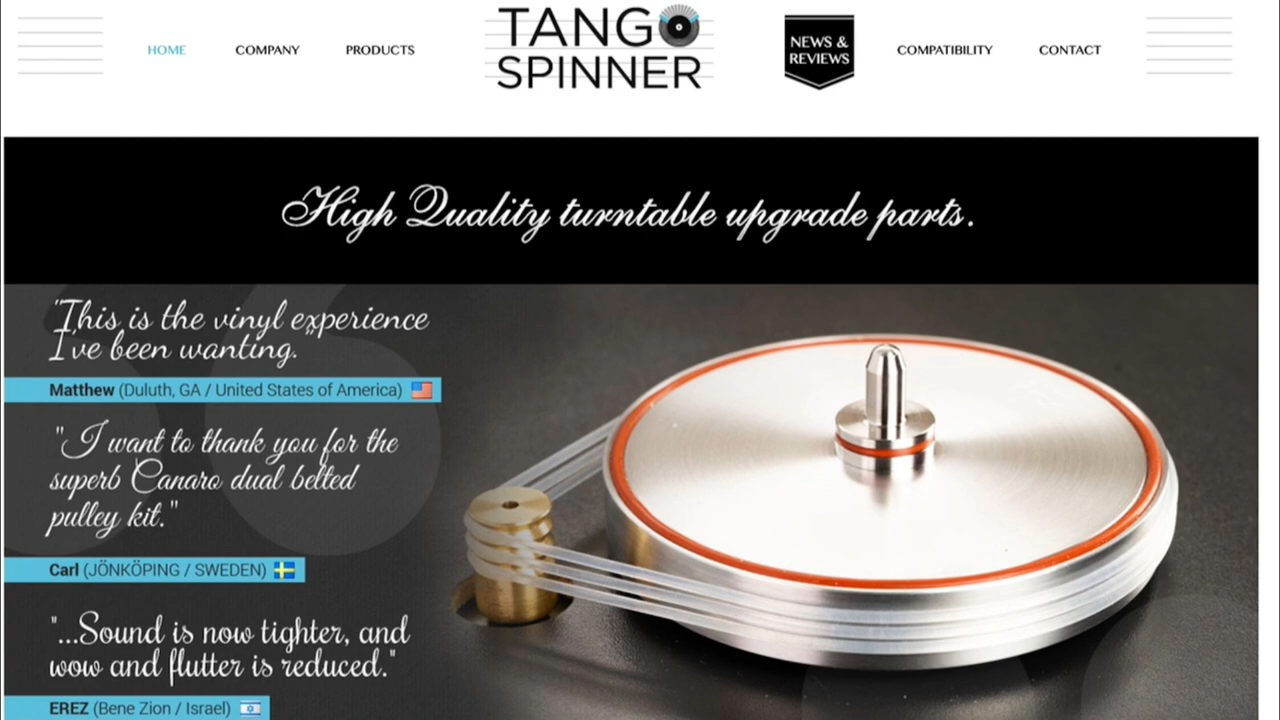 HOME
COMPANY
PRODUCTS
TANGO
SPINNER
NEWS &
REVIEWS
COMPATIBILITY
CONTACT
High Quality turntable upgrade parts.
"This is the vinyl experience
I've been wanting."
Matthew (Duluth, GA / United States of America)
"I want to thank you for the
superb Canaro dual belted
pulley kit."
Carl (JÖNKÖPING / SWEDEN)
"...Sound is now tighter, and
wow and flutter is reduced."
EREZ (Bene Zion / Israel)